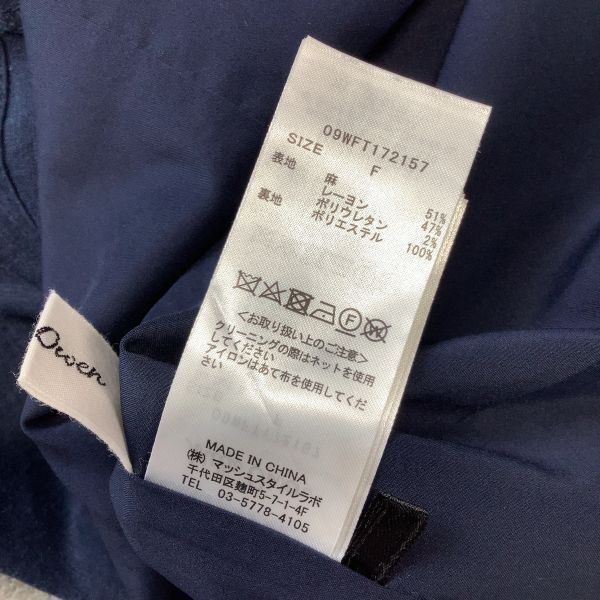 09WFT172157
SIZE F
表地 麻 51%
レーヨン 47%
ポリウレタン 2%
裏地 ポリエステル 100%
<お取り扱い上のご注意>
クリーニングの際はネットを使用
してください
アイロンはあて布を使用してくだ
さい
MADE IN CHINA
(株) マッシュスタイルラボ
千代田区麹町5-7-1-4F
TEL 03-5778-4105
Owen